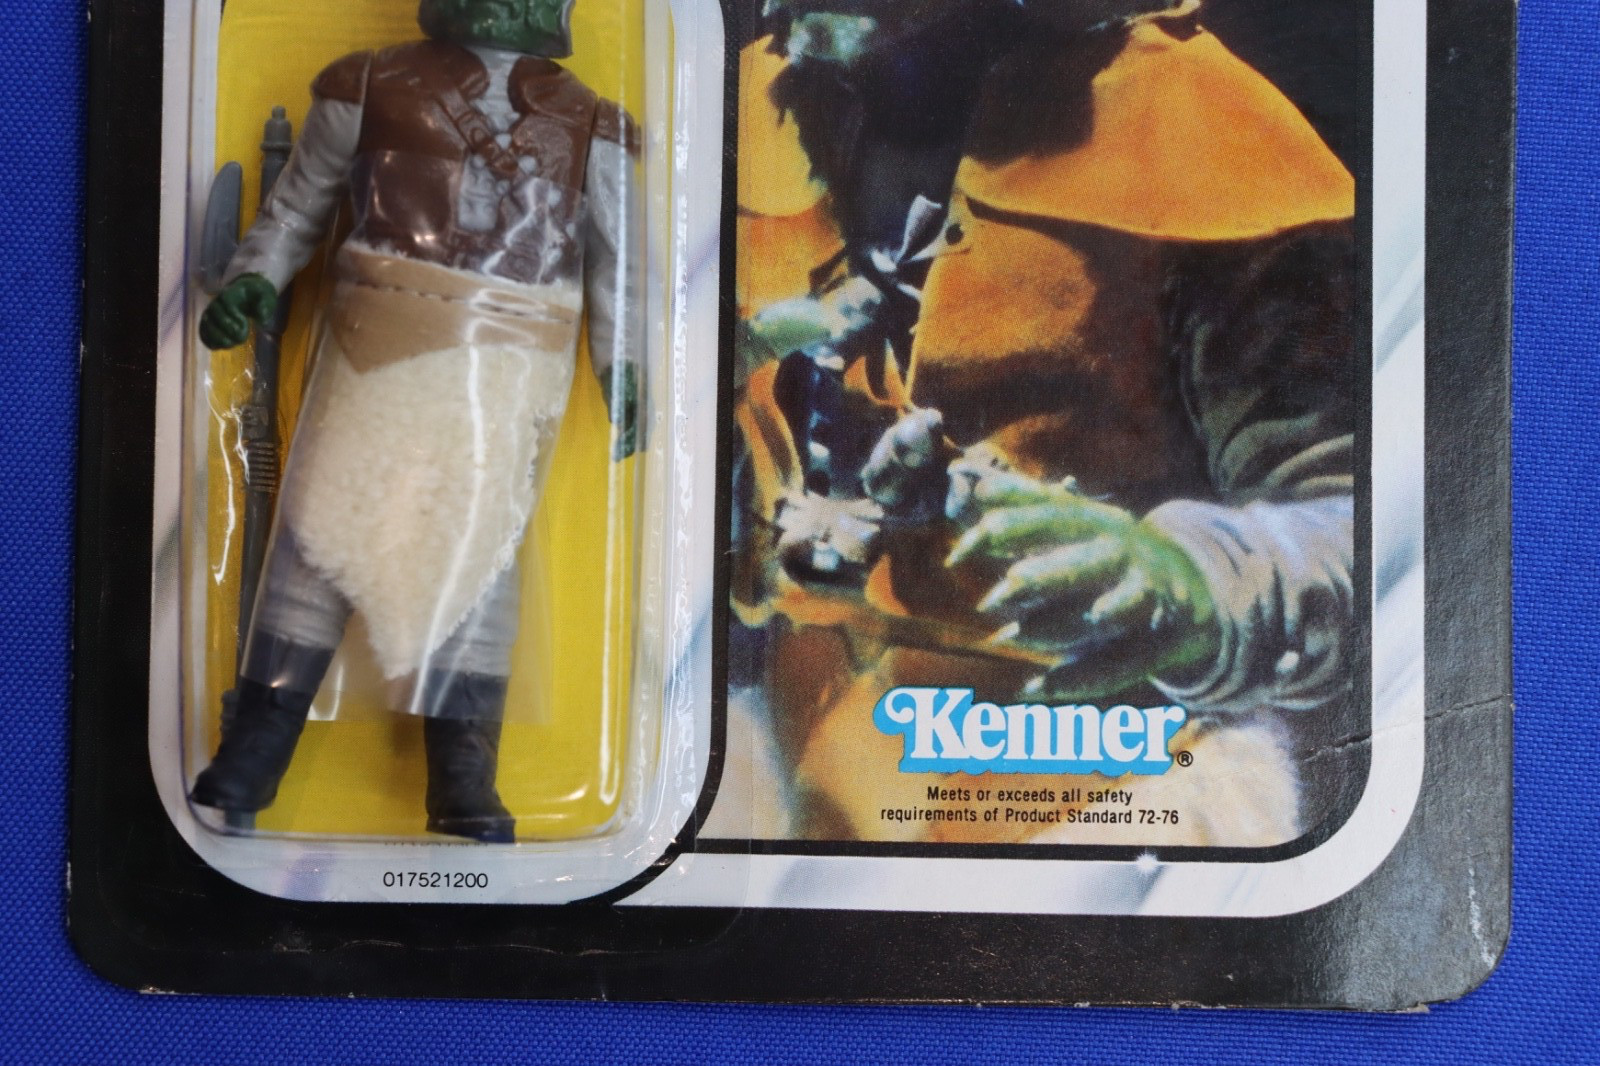 Kenner®
Meets or exceeds all safety
requirements of Product Standard 72-76
017521200